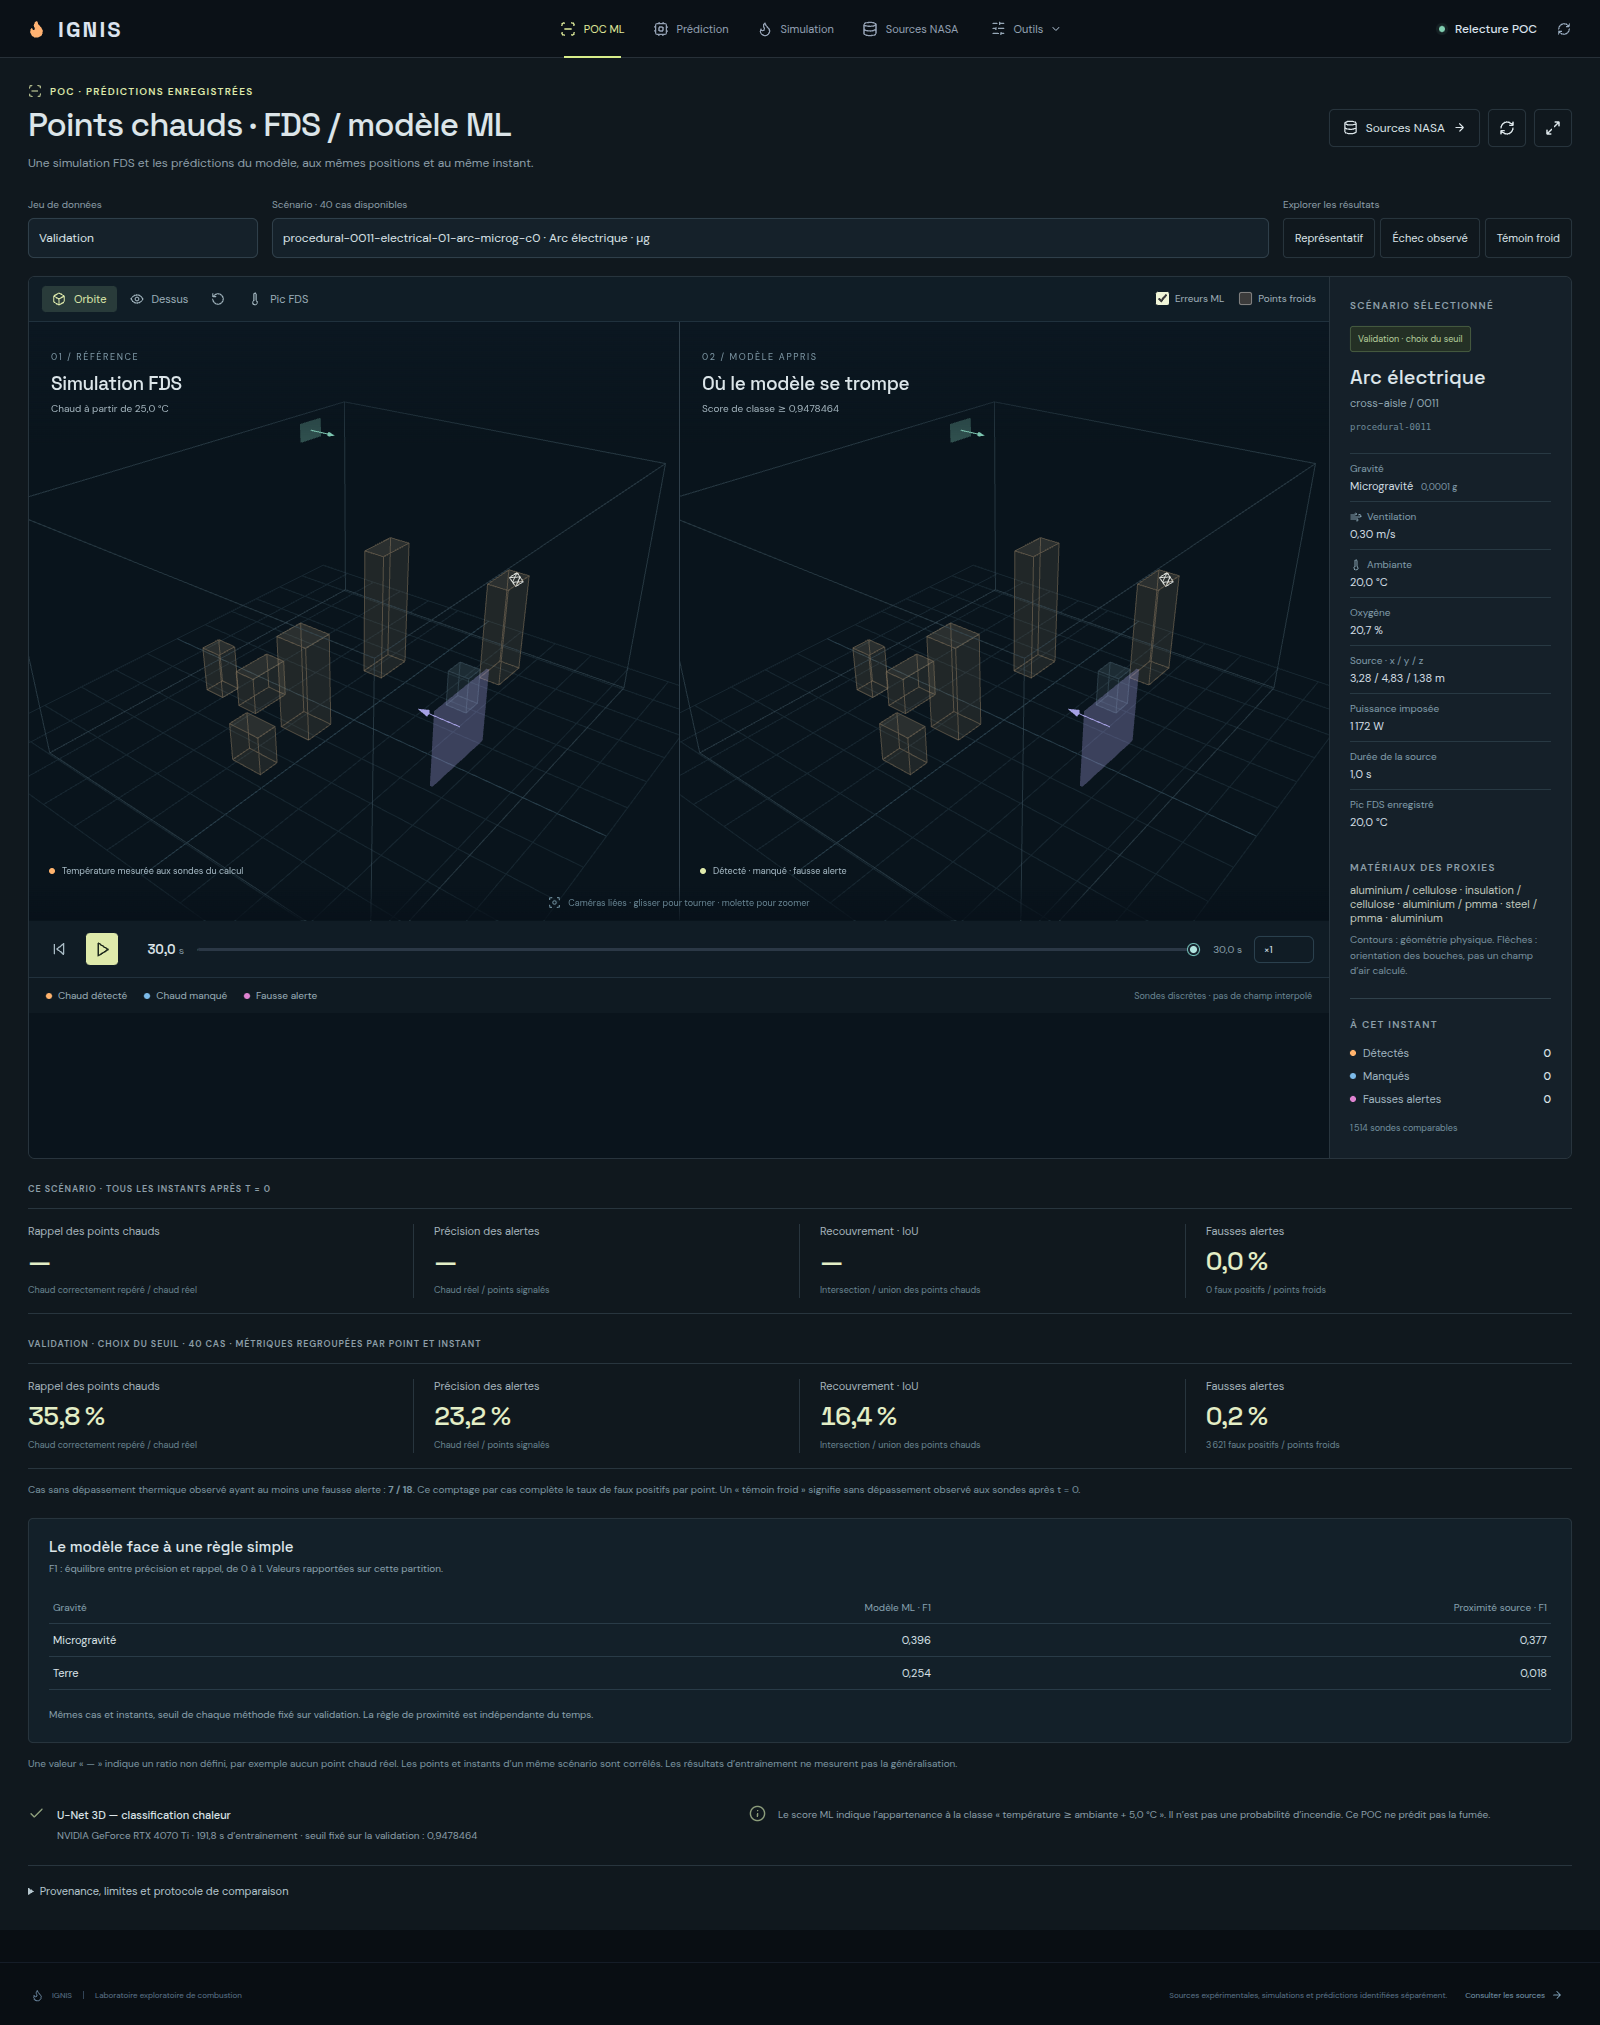 IGNIS
POC ML
Prédiction
Simulation
Sources NASA
Outils
Relecture POC
POC · PRÉDICTIONS ENREGISTRÉES
Points chauds · FDS / modèle ML
Une simulation FDS et les prédictions du modèle, aux mêmes positions et au même instant.
Sources NASA
Jeu de données
Scénario · 40 cas disponibles
Explorer les résultats
Validation
procedural-0011-electrical-01-arc-microg-c0 · Arc électrique · µg
Représentatif
Échec observé
Témoin froid
Orbite
Dessus
Pic FDS
Erreurs ML
Points froids
01 / RÉFÉRENCE
Simulation FDS
Chaud à partir de 25,0 °C
Température mesurée aux sondes du calcul
02 / MODÈLE APPRIS
Où le modèle se trompe
Score de classe ≥ 0,9478464
Détecté · manqué · fausse alerte
Caméras liées · glisser pour tourner · molette pour zoomer
30,0 s
30,0 s
×1
Chaud détecté
Chaud manqué
Fausse alerte
Sondes discrètes · pas de champ interpolé
SCÉNARIO SÉLECTIONNÉ
Validation · choix du seuil
Arc électrique
cross-aisle / 0011
procedural-0011
Gravité
Microgravité 0,0001 g
Ventilation
0,30 m/s
Ambiante
20,0 °C
Oxygène
20,7 %
Source · x / y / z
3,28 / 4,83 / 1,38 m
Puissance imposée
1 172 W
Durée de la source
1,0 s
Pic FDS enregistré
20,0 °C
MATÉRIAUX DES PROXIES
aluminium / cellulose · insulation /
cellulose · aluminium / pmma · steel /
pmma · aluminium
Contours : géométrie physique. Flèches :
orientation des bouches, pas un champ
d'air calculé.
À CET INSTANT
Détectés 0
Manqués 0
Fausses alertes 0
1 514 sondes comparables
CE SCÉNARIO · TOUS LES INSTANTS APRÈS T = 0
Rappel des points chauds
—
Chaud correctement repéré / chaud réel
Précision des alertes
—
Chaud réel / points signalés
Recouvrement · IoU
—
Intersection / union des points chauds
Fausses alertes
0,0 %
0 faux positifs / points froids
VALIDATION · CHOIX DU SEUIL · 40 CAS · MÉTRIQUES REGROUPÉES PAR POINT ET INSTANT
Rappel des points chauds
35,8 %
Chaud correctement repéré / chaud réel
Précision des alertes
23,2 %
Chaud réel / points signalés
Recouvrement · IoU
16,4 %
Intersection / union des points chauds
Fausses alertes
0,2 %
3 621 faux positifs / points froids
Cas sans dépassement thermique observé ayant au moins une fausse alerte : 7 / 18. Ce comptage par cas complète le taux de faux positifs par point. Un « témoin froid » signifie sans dépassement observé aux sondes après t = 0.
Le modèle face à une règle simple
F1 : équilibre entre précision et rappel, de 0 à 1. Valeurs rapportées sur cette partition.
Gravité Modèle ML · F1 Proximité source · F1
Microgravité 0,396 0,377
Terre 0,254 0,018
Mêmes cas et instants, seuil de chaque méthode fixé sur validation. La règle de proximité est indépendante du temps.
Une valeur « — » indique un ratio non défini, par exemple aucun point chaud réel. Les points et instants d'un même scénario sont corrélés. Les résultats d'entraînement ne mesurent pas la généralisation.
U-Net 3D — classification chaleur
NVIDIA GeForce RTX 4070 Ti · 191,8 s d'entraînement · seuil fixé sur la validation : 0,9478464
Le score ML indique l'appartenance à la classe « température ≥ ambiante + 5,0 °C ». Il n'est pas une probabilité d'incendie. Ce POC ne prédit pas la fumée.
Provenance, limites et protocole de comparaison
IGNIS
Laboratoire exploratoire de combustion
Sources expérimentales, simulations et prédictions identifiées séparément.
Consulter les sources